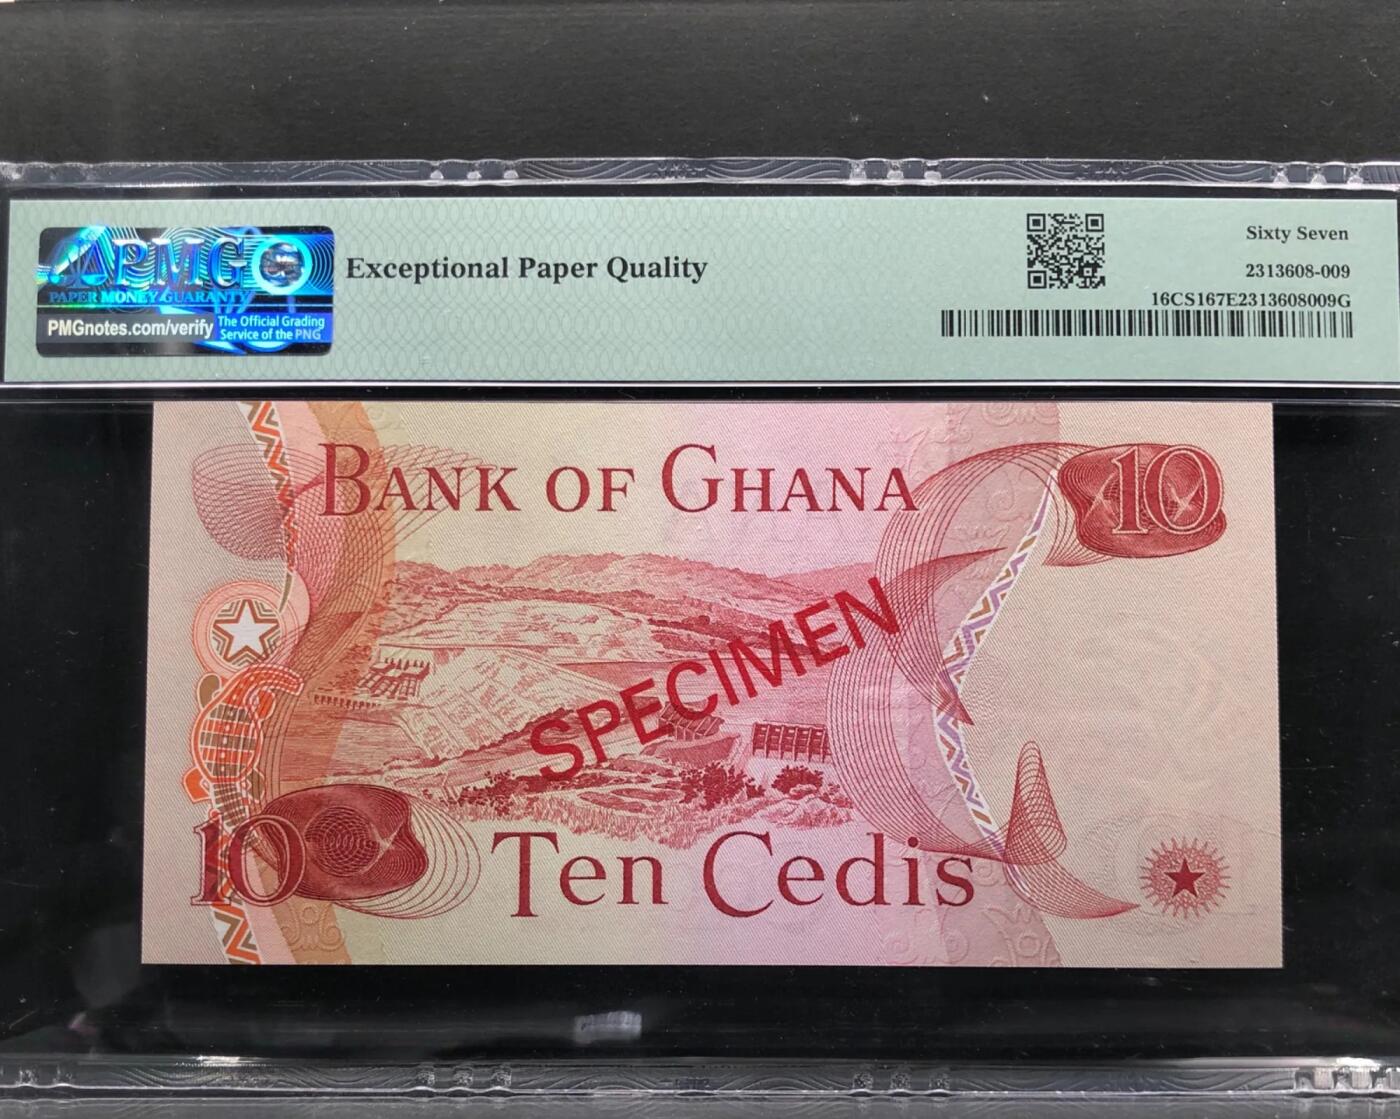 PMG
PAPER MONEY GUARANTY
PMGnotes.com/verify
The Official Grading
Service of the PNG
Exceptional Paper Quality
Sixty Seven
2313608-009
16CS167E2313608009G
BANK OF GHANA
10
SPECIMEN
10
Ten Cedis